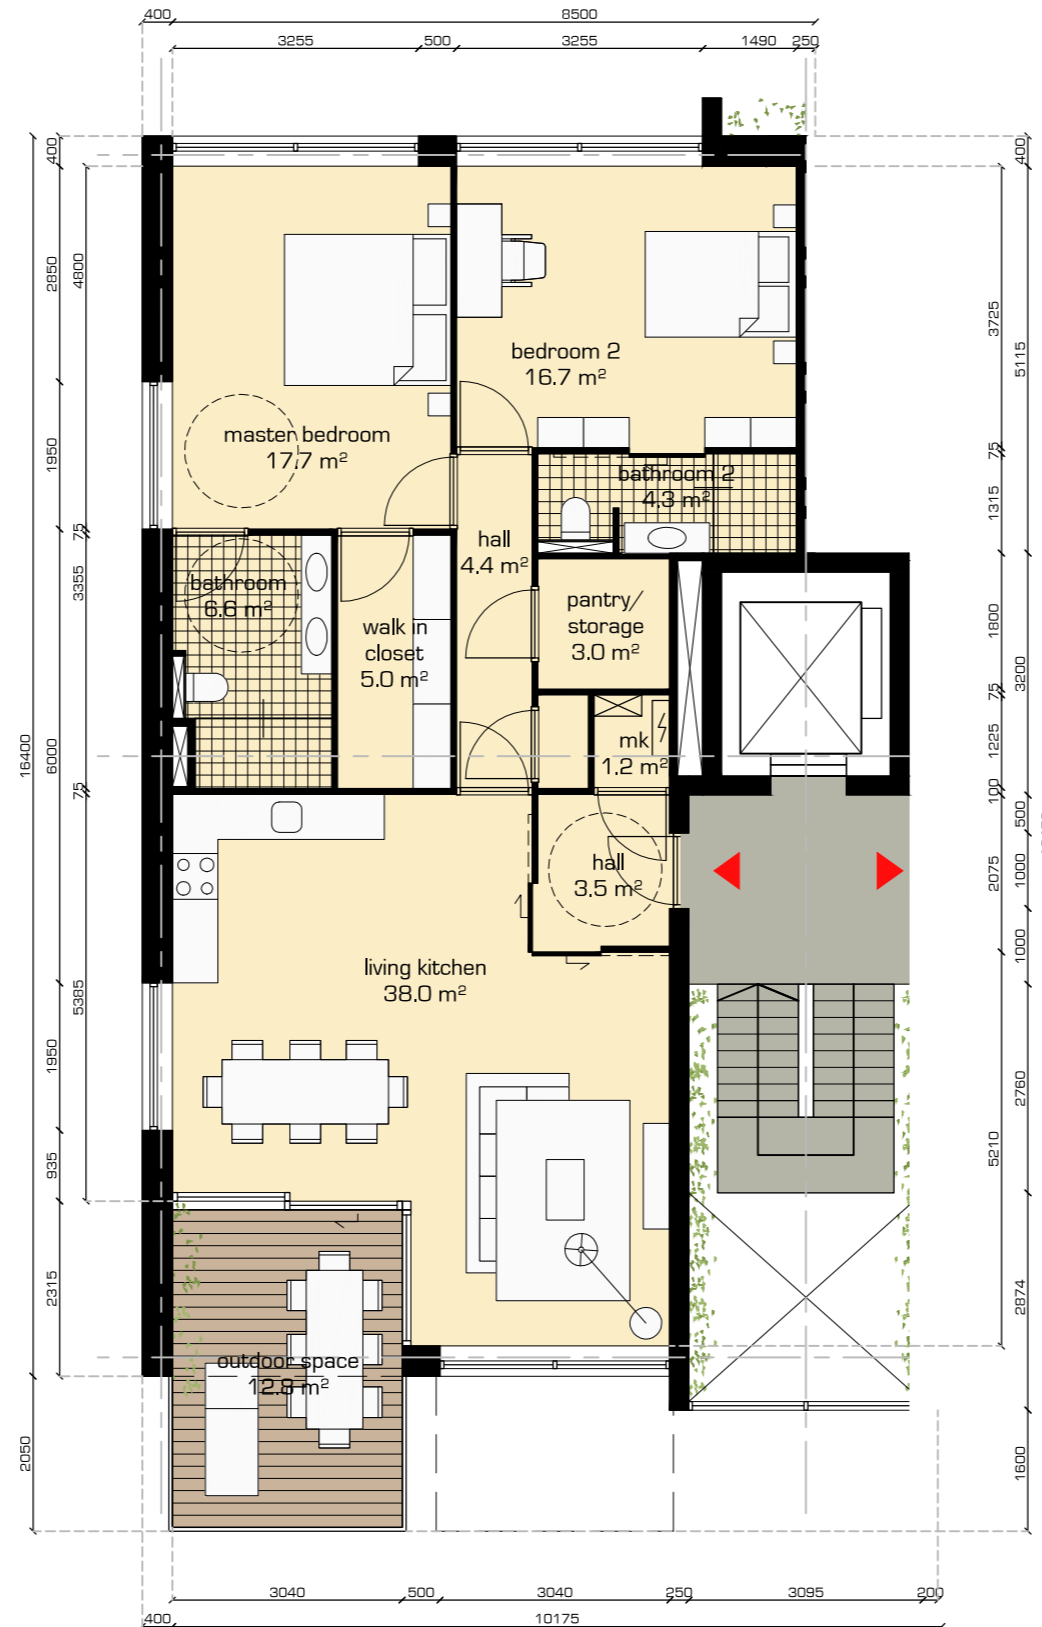 400
8500
3255
500
3255
1490
250
400
2850
1950
75
3355
6000
16400
75
4800
5385
1950
935
2315
2050
400
3725
5115
75
1315
1800
3200
75
1225
100
500
2075
1000
1000
2760
5210
2874
1600
bedroom 2
16.7 m²
master bedroom
17.7 m²
bathroom 2
4.3 m²
hall
4.4 m²
bathroom
6.6 m²
pantry/
storage
3.0 m²
walk in
closet
5.0 m²
mk
1.2 m²
hall
3.5 m²
living kitchen
38.0 m²
outdoor space
12.8 m²
3040
500
3040
250
3095
200
400
10175